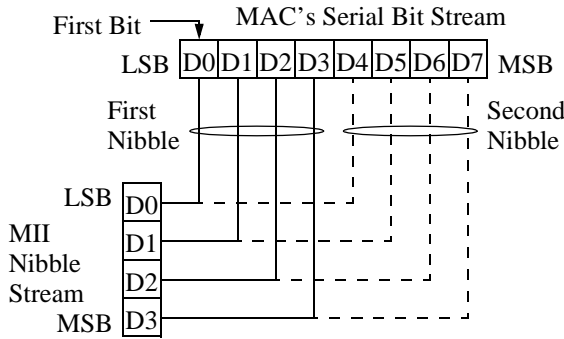 MAC's Serial Bit Stream
First Bit
LSB D0 D1 D2 D3 D4 D5 D6 D7 MSB
First
Nibble
Second
Nibble
LSB D0
D1
D2
D3
MII
Nibble
Stream
MSB